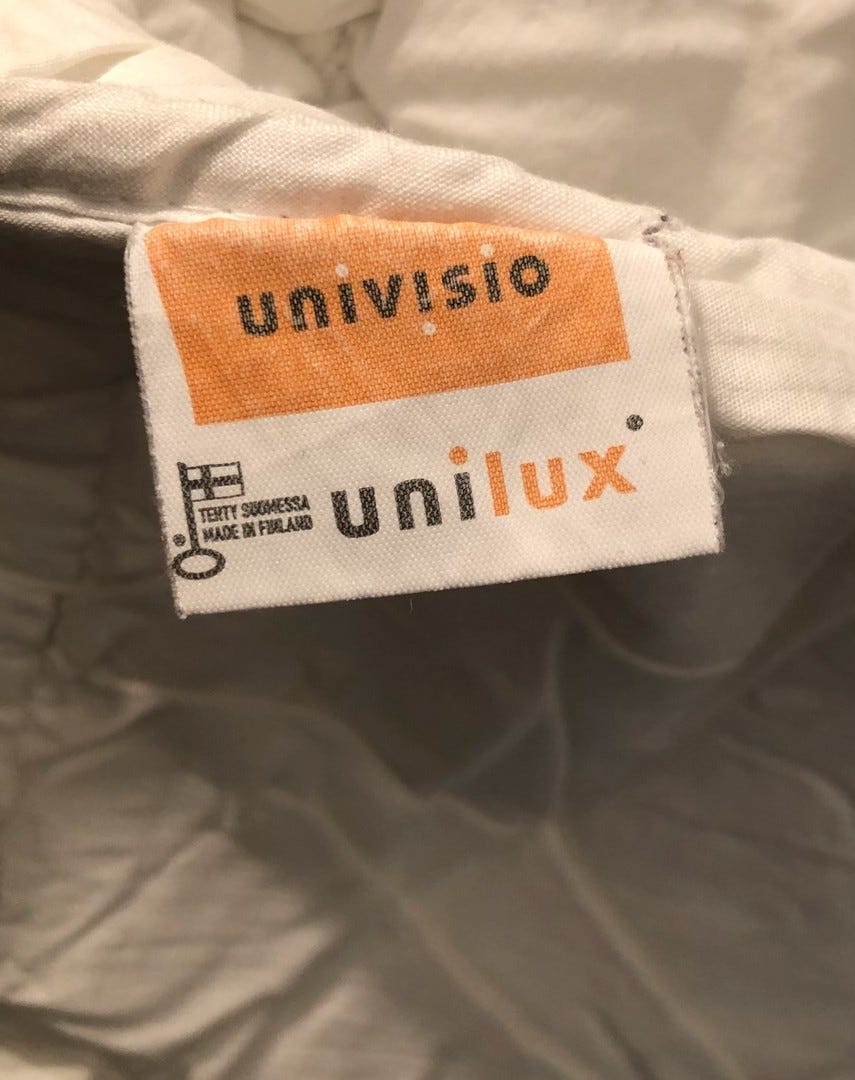 univisio
unilux®
TEHTY SUOMESSA
MADE IN FINLAND
®